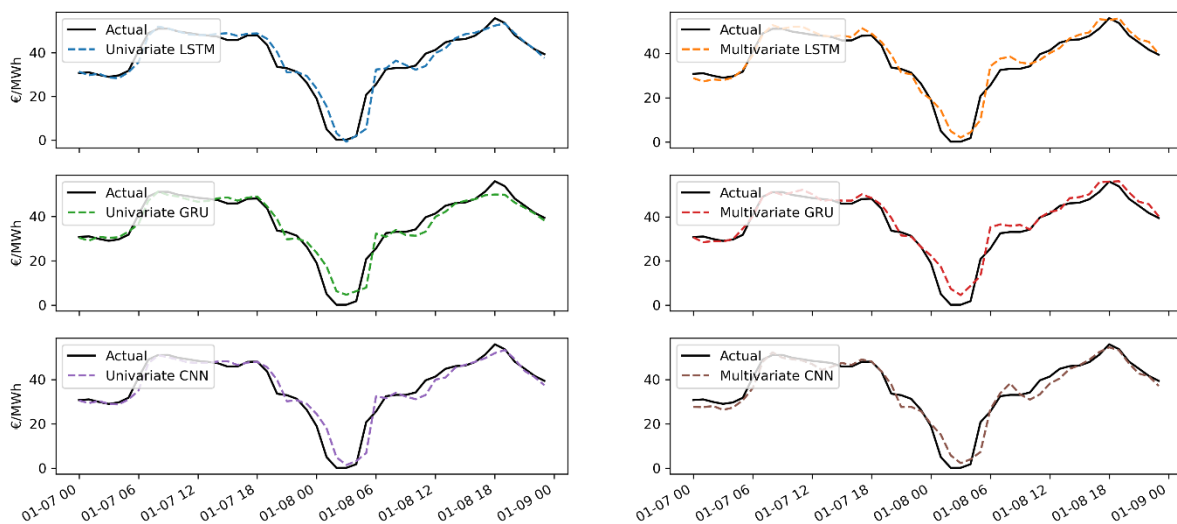 Actual
Univariate LSTM
€/MWh
40
20
0
Actual
Multivariate LSTM
40
20
0
Actual
Univariate GRU
€/MWh
40
20
0
Actual
Multivariate GRU
40
20
0
Actual
Univariate CNN
€/MWh
40
20
0
01-07 00
01-07 06
01-07 12
01-07 18
01-08 00
01-08 06
01-08 12
01-08 18
01-09 00
Actual
Multivariate CNN
40
20
0
01-07 00
01-07 06
01-07 12
01-07 18
01-08 00
01-08 06
01-08 12
01-08 18
01-09 00